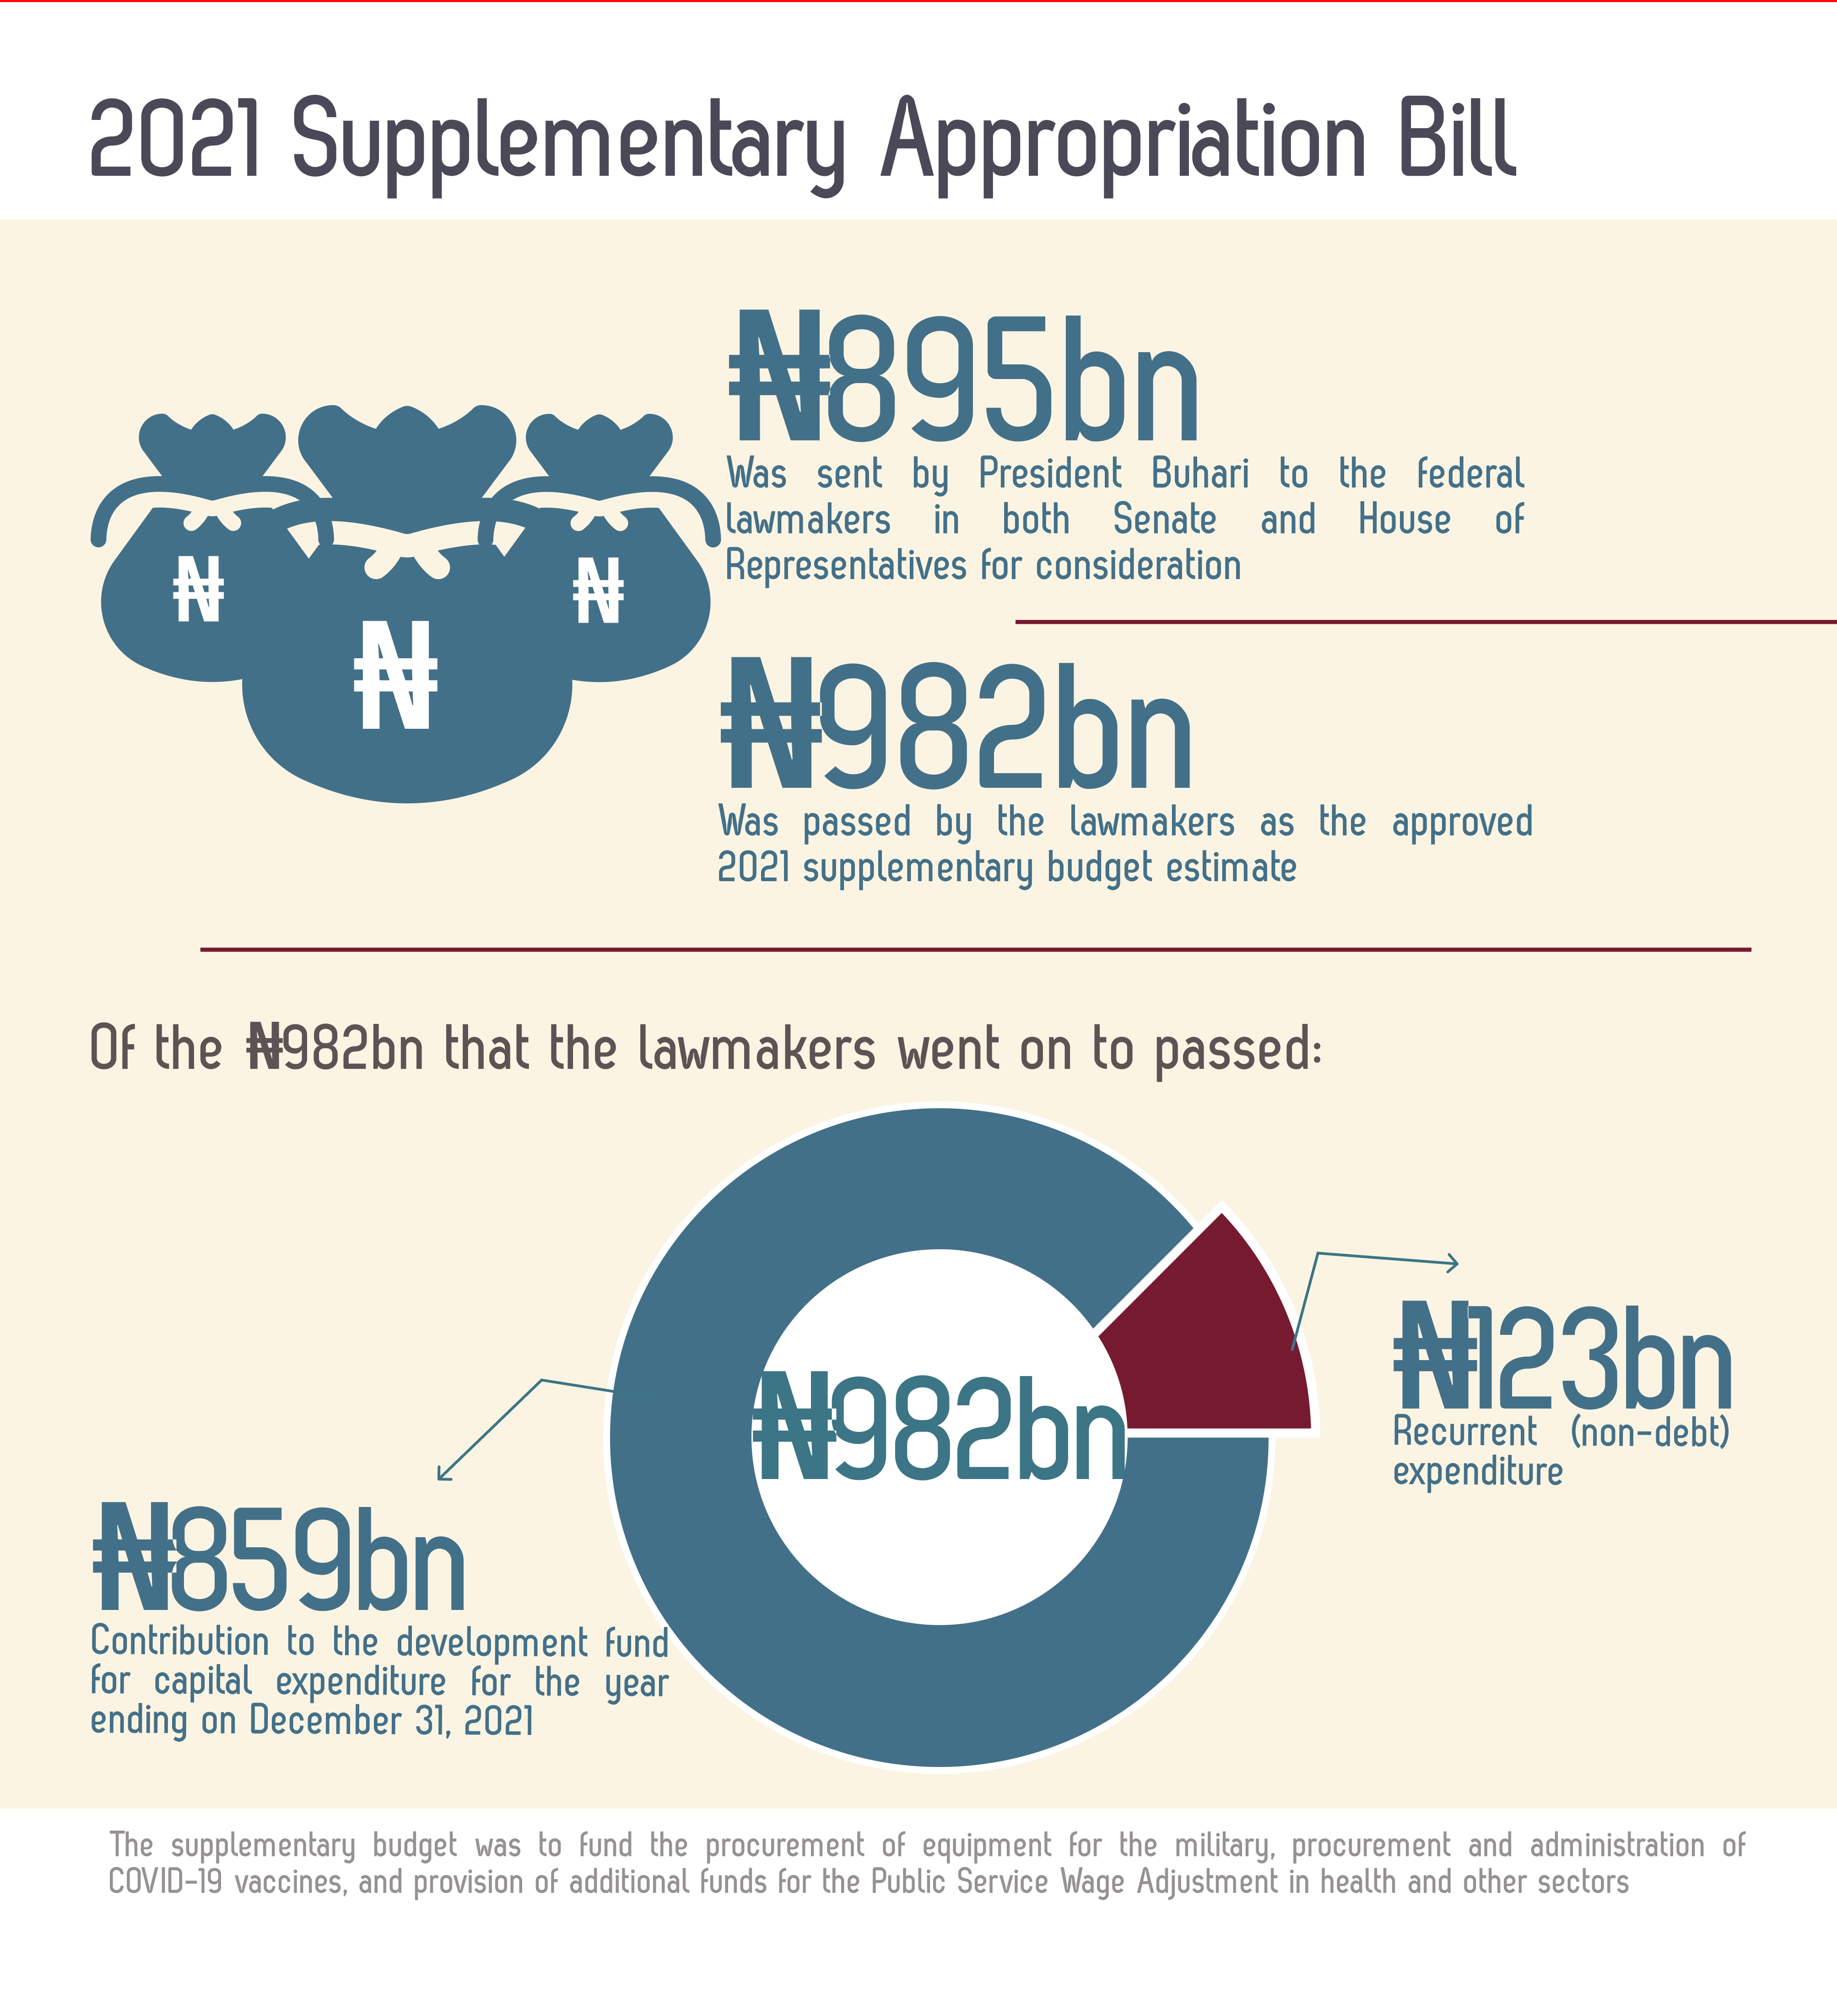 2021 Supplementary Appropriation Bill
₦895bn
Was sent by President Buhari to the federal
lawmakers in both Senate and House of
Representatives for consideration
₦
₦
₦
₦982bn
Was passed by the lawmakers as the approved
2021 supplementary budget estimate
Of the ₦982bn that the lawmakers went on to passed:
₦123bn
Recurrent (non-debt)
expenditure
₦982bn
₦859bn
Contribution to the development fund
for capital expenditure for the year
ending on December 31, 2021
The supplementary budget was to fund the procurement of equipment for the military, procurement and administration of
COVID-19 vaccines, and provision of additional funds for the Public Service Wage Adjustment in health and other sectors